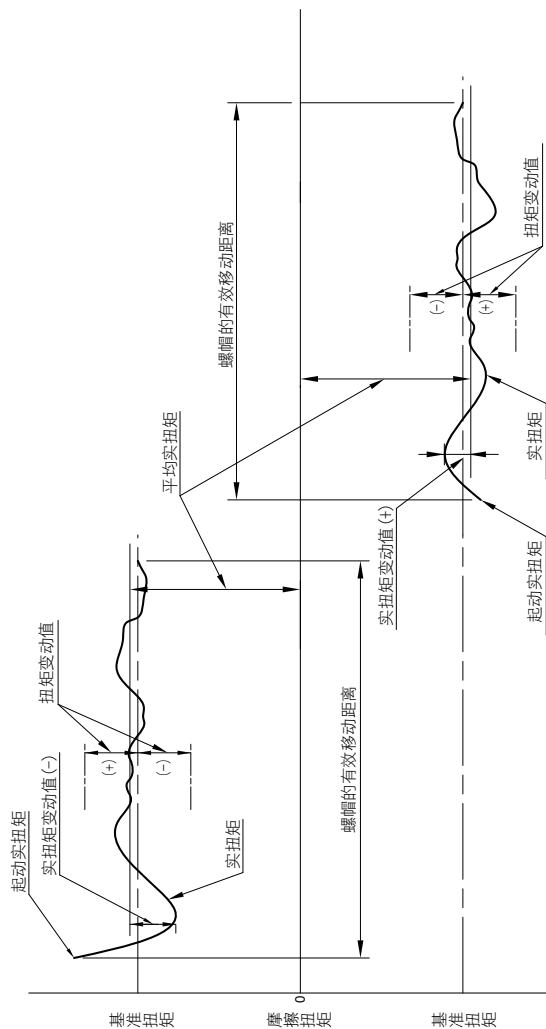 起动实扭矩
实扭矩变动值(-)
扭矩变动值
平均实扭矩
螺帽的有效移动距离
基准
扭矩
(+)
(-)
实扭矩
摩擦
扭矩
0
螺帽的有效移动距离
实扭矩变动值(+)
(-)
(+)
扭矩变动值
基准
扭矩
起动实扭矩
实扭矩